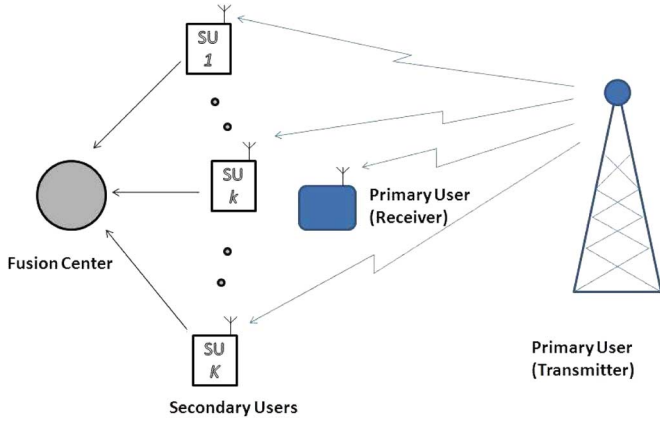 SU
1
SU
k
Primary User
(Receiver)
Fusion Center
SU
K
Primary User
(Transmitter)
Secondary Users